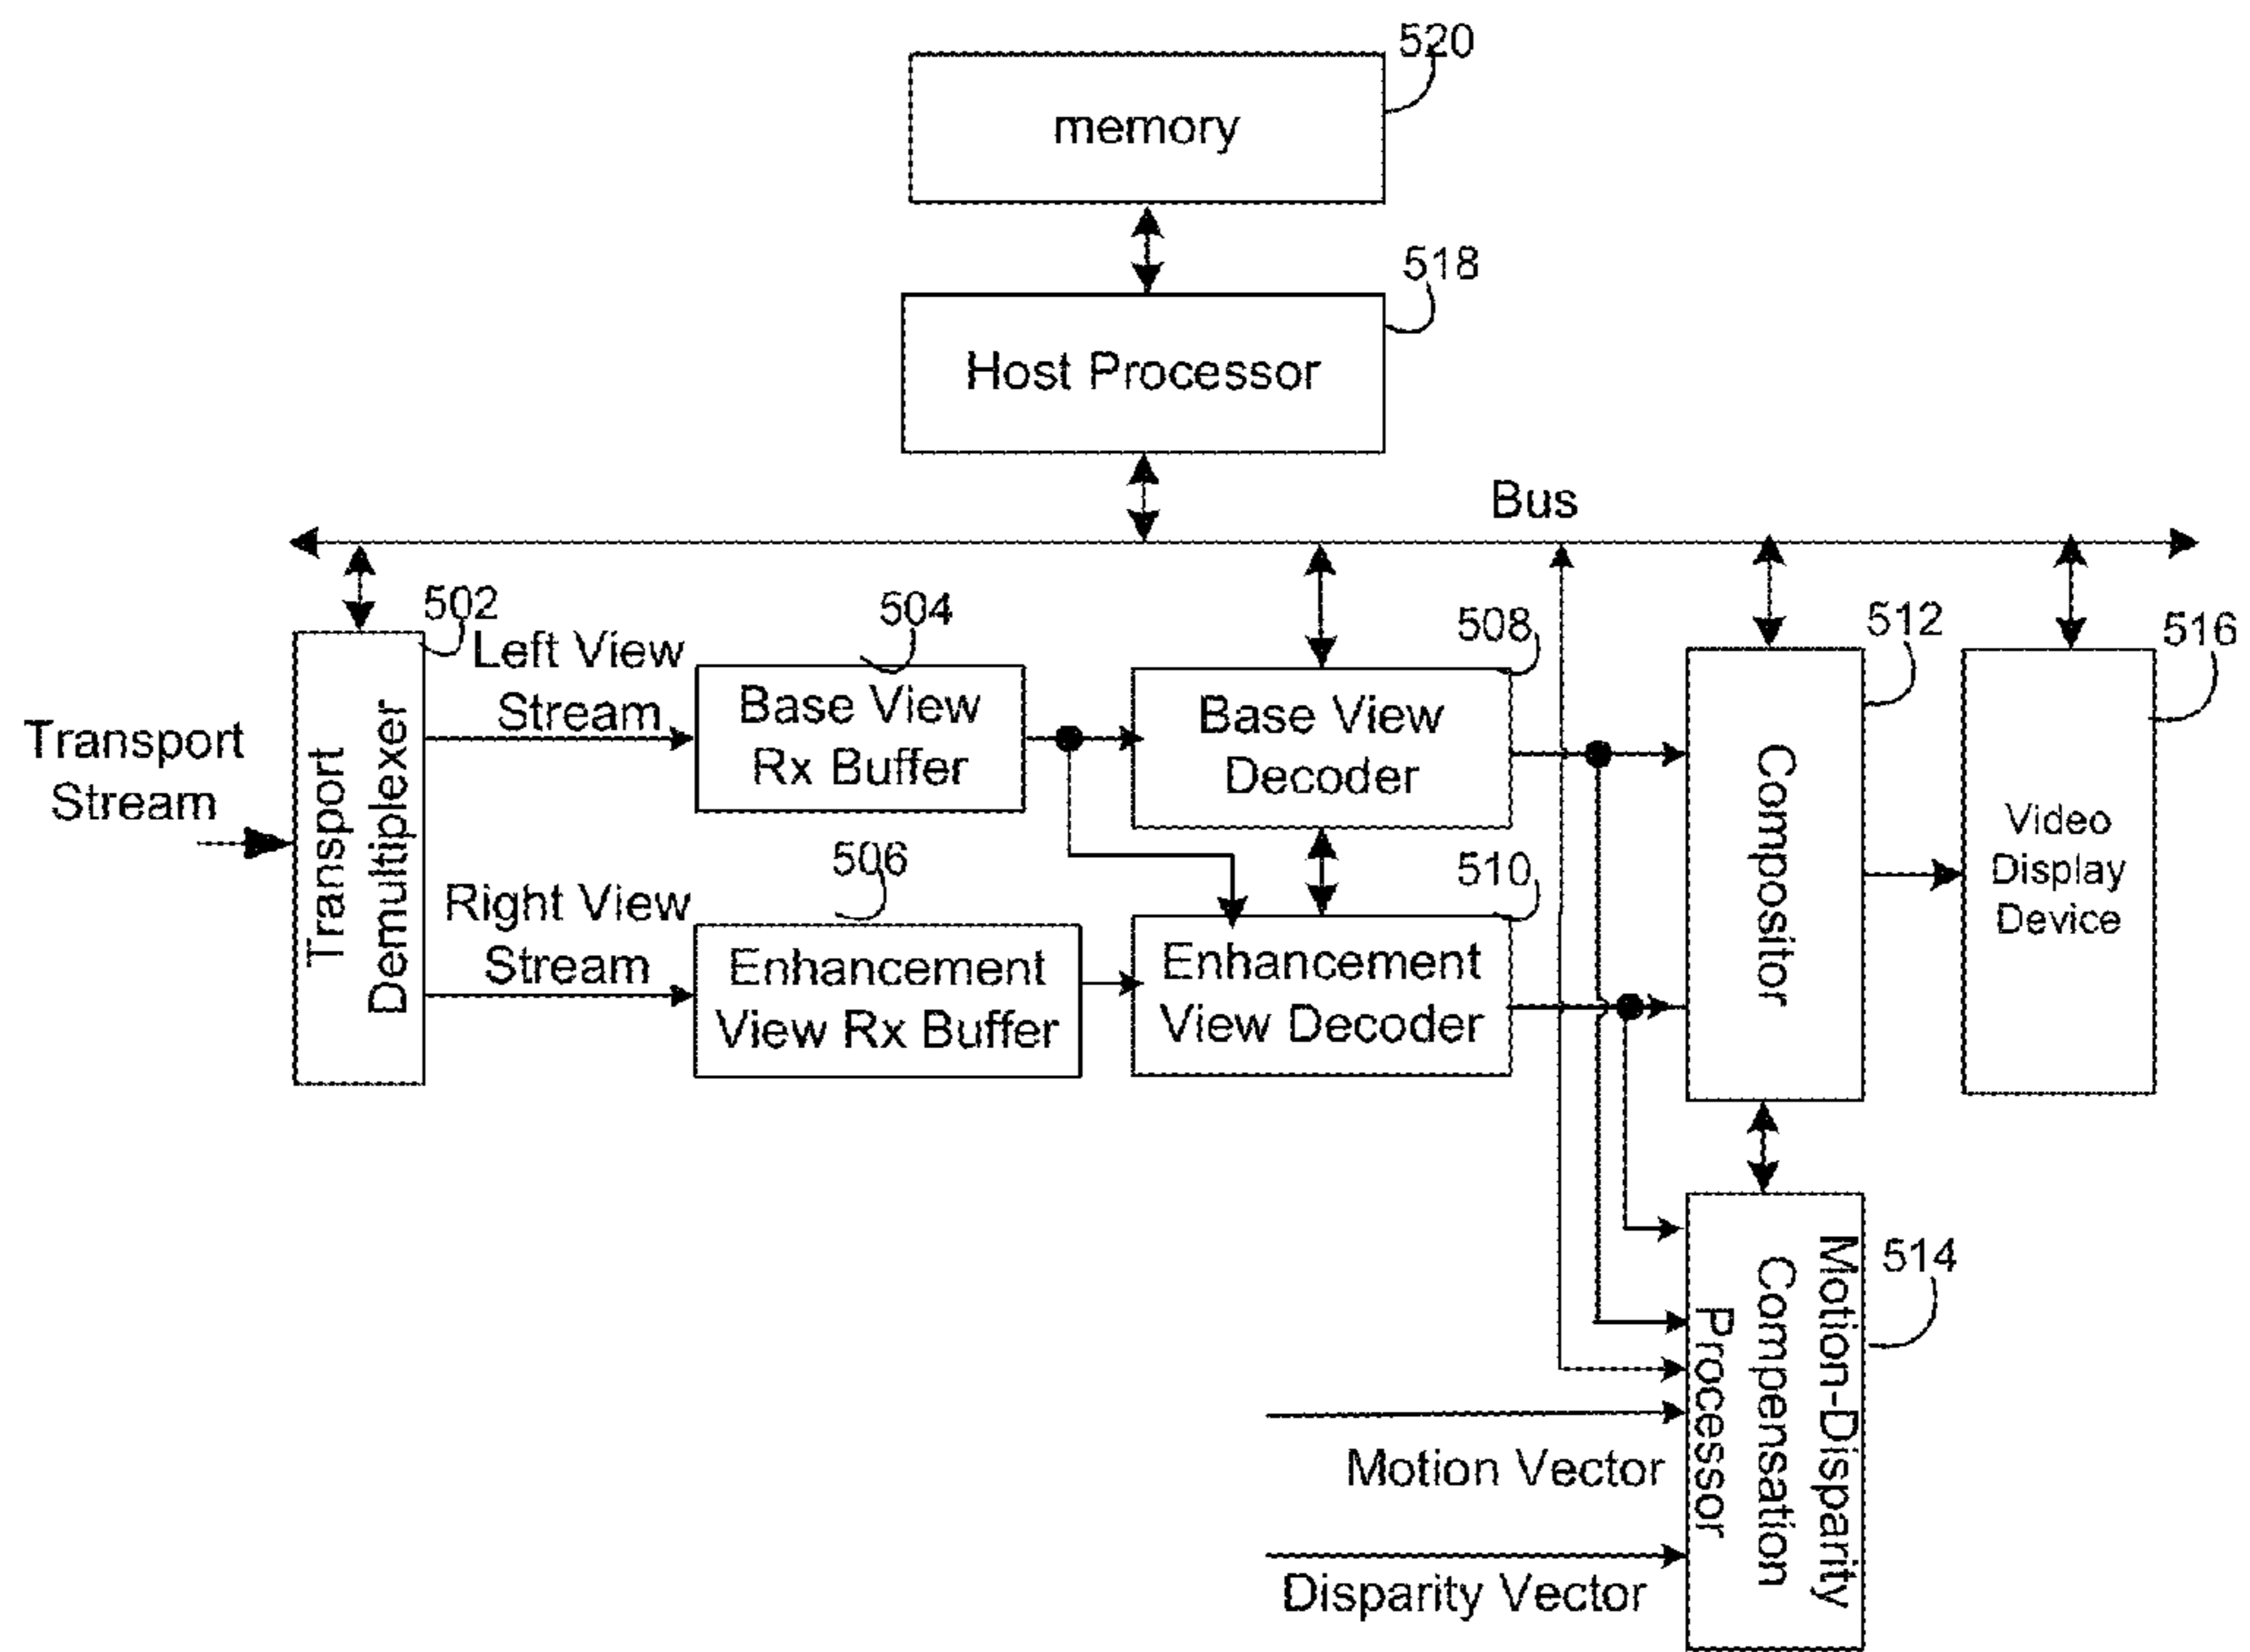 520
memory
518
Host Processor
Bus
502
504
508
512
516
Left View
Stream
Base View
Rx Buffer
Base View
Decoder
Transport
Stream
Transport
Demultiplexer
Compositor
Video
Display
Device
506
510
Right View
Stream
Enhancement
View Rx Buffer
Enhancement
View Decoder
514
Motion-Disparity
Compensation
Processor
Motion Vector
Disparity Vector